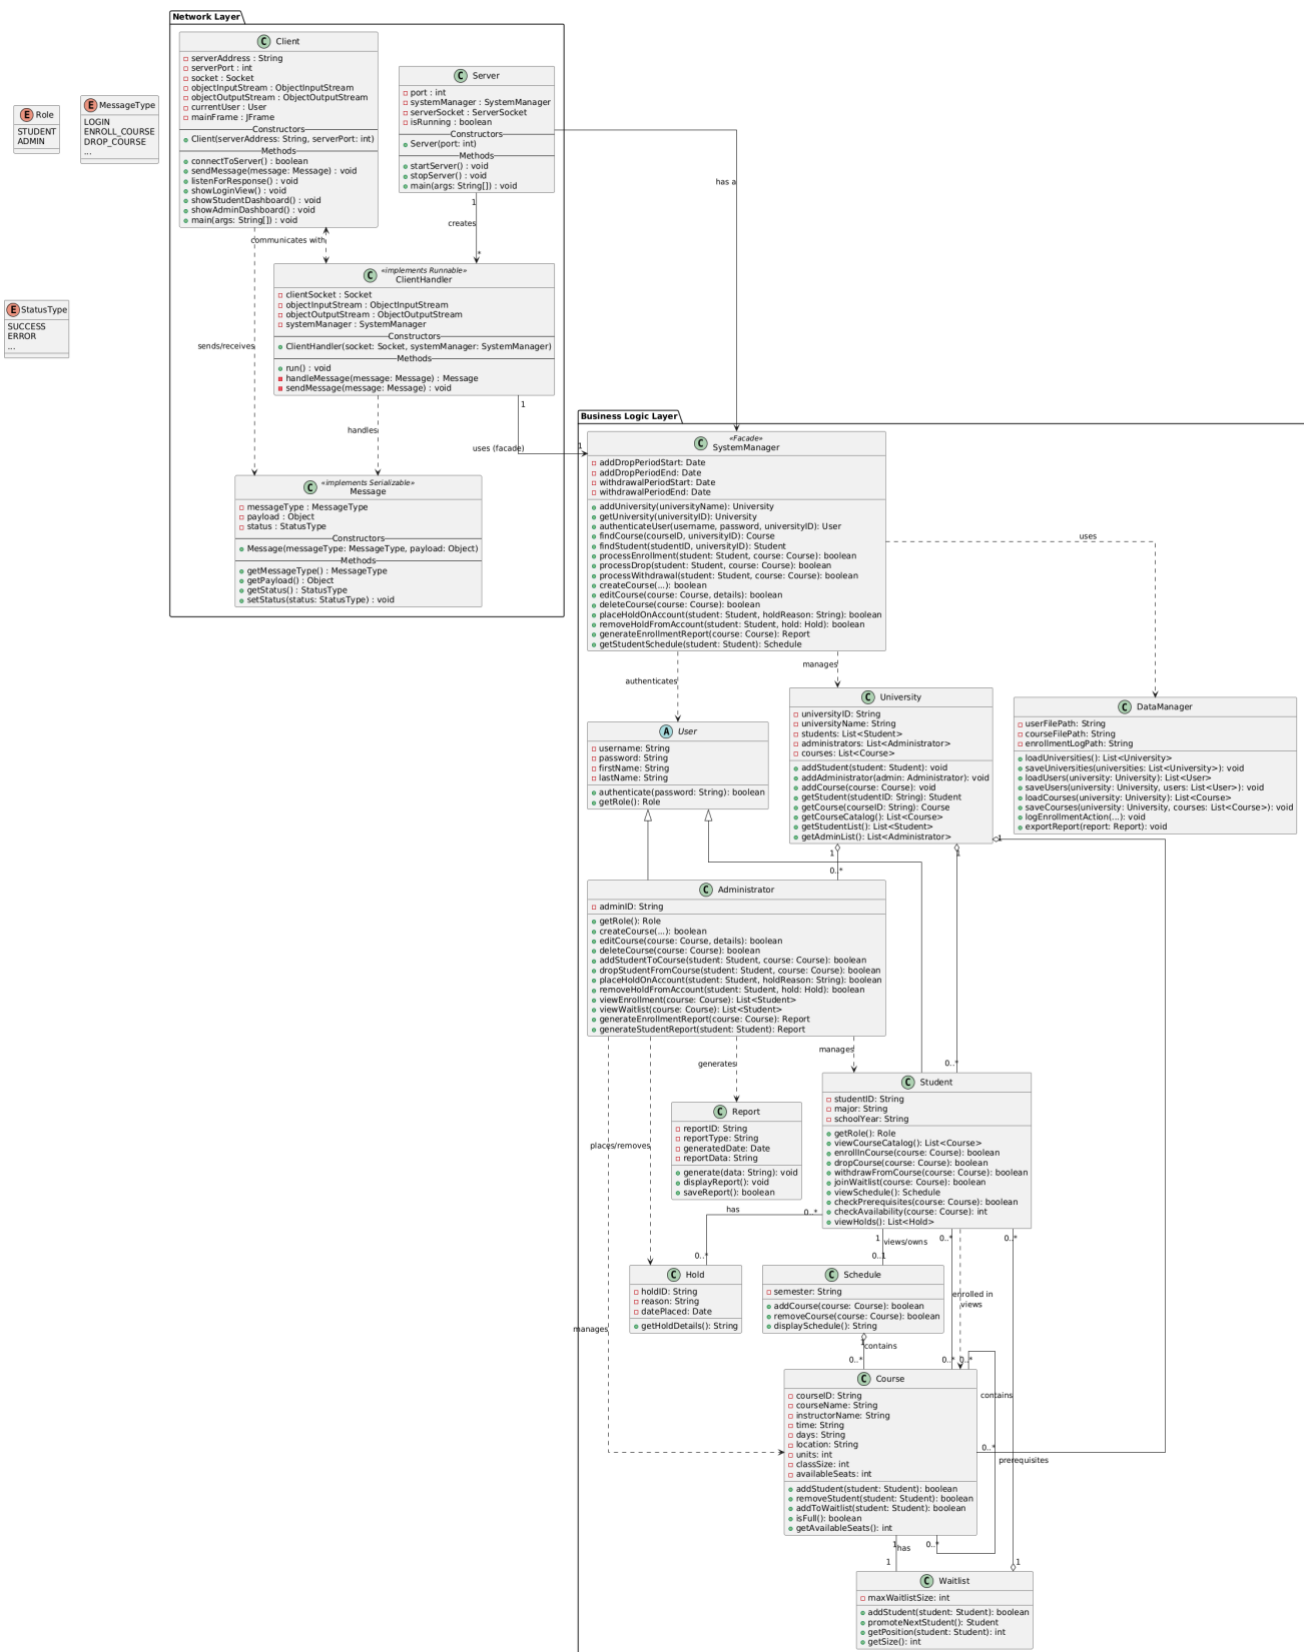 Network Layer
C Client
serverAddress : String
serverPort : int
socket : Socket
objectInputStream : ObjectInputStream
objectOutputStream : ObjectOutputStream
currentUser : User
mainFrame : JFrame
Constructors
Client(serverAddress: String, serverPort: int)
Methods
connectToServer() : boolean
sendMessage(message: Message) : void
listenForResponse() : void
showLoginView() : void
showStudentDashboard() : void
showAdminDashboard() : void
main(args: String[]) : void
C Server
port : int
systemManager : SystemManager
serverSocket : ServerSocket
isRunning : boolean
Constructors
Server(port: int)
Methods
startServer() : void
stopServer() : void
main(args: String[]) : void
E Role
STUDENT
ADMIN
E MessageType
LOGIN
ENROLL_COURSE
DROP_COURSE
...
has a
1
creates
*
communicates with
C «implements Runnable»
ClientHandler
clientSocket : Socket
objectInputStream : ObjectInputStream
objectOutputStream : ObjectOutputStream
systemManager : SystemManager
Constructors
ClientHandler(socket: Socket, systemManager: SystemManager)
Methods
run() : void
handleMessage(message: Message) : Message
sendMessage(message: Message) : void
E StatusType
SUCCESS
ERROR
...
sends/receives
handles
1
uses (facade)
1
C «implements Serializable»
Message
messageType : MessageType
payload : Object
status : StatusType
Constructors
Message(messageType: MessageType, payload: Object)
Methods
getMessageType() : MessageType
getPayload() : Object
getStatus() : StatusType
setStatus(status: StatusType) : void
Business Logic Layer
C «Facade»
SystemManager
addDropPeriodStart: Date
addDropPeriodEnd: Date
withdrawalPeriodStart: Date
withdrawalPeriodEnd: Date
addUniversity(universityName): University
getUniversity(universityID): University
authenticateUser(username, password, universityID): User
findCourse(courseID, universityID): Course
findStudent(studentID, universityID): Student
processEnrollment(student: Student, course: Course): boolean
processDrop(student: Student, course: Course): boolean
processWithdrawal(student: Student, course: Course): boolean
createCourse(...): boolean
editCourse(course: Course, details): boolean
deleteCourse(course: Course): boolean
placeHoldOnAccount(student: Student, holdReason: String): boolean
removeHoldFromAccount(student: Student, hold: Hold): boolean
generateEnrollmentReport(course: Course): Report
getStudentSchedule(student: Student): Schedule
uses
authenticates
manages
A User
username: String
password: String
firstName: String
lastName: String
authenticate(password: String): boolean
getRole(): Role
C University
universityID: String
universityName: String
students: List<Student>
administrators: List<Administrator>
courses: List<Course>
addStudent(student: Student): void
addAdministrator(admin: Administrator): void
addCourse(course: Course): void
getStudent(studentID: String): Student
getCourse(courseID: String): Course
getCourseCatalog(): List<Course>
getStudentList(): List<Student>
getAdminList(): List<Administrator>
C DataManager
userFilePath: String
courseFilePath: String
enrollmentLogPath: String
loadUniversities(): List<University>
saveUniversities(universities: List<University>): void
loadUsers(university: University): List<User>
saveUsers(university: University, users: List<User>): void
loadCourses(university: University): List<Course>
saveCourses(university: University, courses: List<Course>): void
logEnrollmentAction(...): void
exportReport(report: Report): void
1
1
1
0..*
C Administrator
adminID: String
getRole(): Role
createCourse(...): boolean
editCourse(course: Course, details): boolean
deleteCourse(course: Course): boolean
addStudentToCourse(student: Student, course: Course): boolean
dropStudentFromCourse(student: Student, course: Course): boolean
placeHoldOnAccount(student: Student, holdReason: String): boolean
removeHoldFromAccount(student: Student, hold: Hold): boolean
viewEnrollment(course: Course): List<Student>
viewWaitlist(course: Course): List<Student>
generateEnrollmentReport(course: Course): Report
generateStudentReport(student: Student): Report
manages
generates
0..*
places/removes
C Report
reportID: String
reportType: String
generatedDate: Date
reportData: String
generate(data: String): void
displayReport(): void
saveReport(): boolean
C Student
studentID: String
major: String
schoolYear: String
getRole(): Role
viewCourseCatalog(): List<Course>
enrollInCourse(course: Course): boolean
dropCourse(course: Course): boolean
withdrawFromCourse(course: Course): boolean
joinWaitlist(course: Course): boolean
viewSchedule(): Schedule
checkPrerequisites(course: Course): boolean
checkAvailability(course: Course): int
viewHolds(): List<Hold>
has
0..*
0..*
1
views/owns
0..1
0..*
0..*
C Hold
holdID: String
reason: String
datePlaced: Date
getHoldDetails(): String
C Schedule
semester: String
addCourse(course: Course): boolean
removeCourse(course: Course): boolean
displaySchedule(): String
enrolled in
views
manages
1
contains
0..*
0..*
0..*
C Course
courseID: String
courseName: String
instructorName: String
time: String
days: String
location: String
units: int
classSize: int
availableSeats: int
addStudent(student: Student): boolean
removeStudent(student: Student): boolean
addToWaitlist(student: Student): boolean
isFull(): boolean
getAvailableSeats(): int
contains
0..*
prerequisites
1
has
0..*
1
1
C Waitlist
maxWaitlistSize: int
addStudent(student: Student): boolean
promoteNextStudent(): Student
getPosition(student: Student): int
getSize(): int